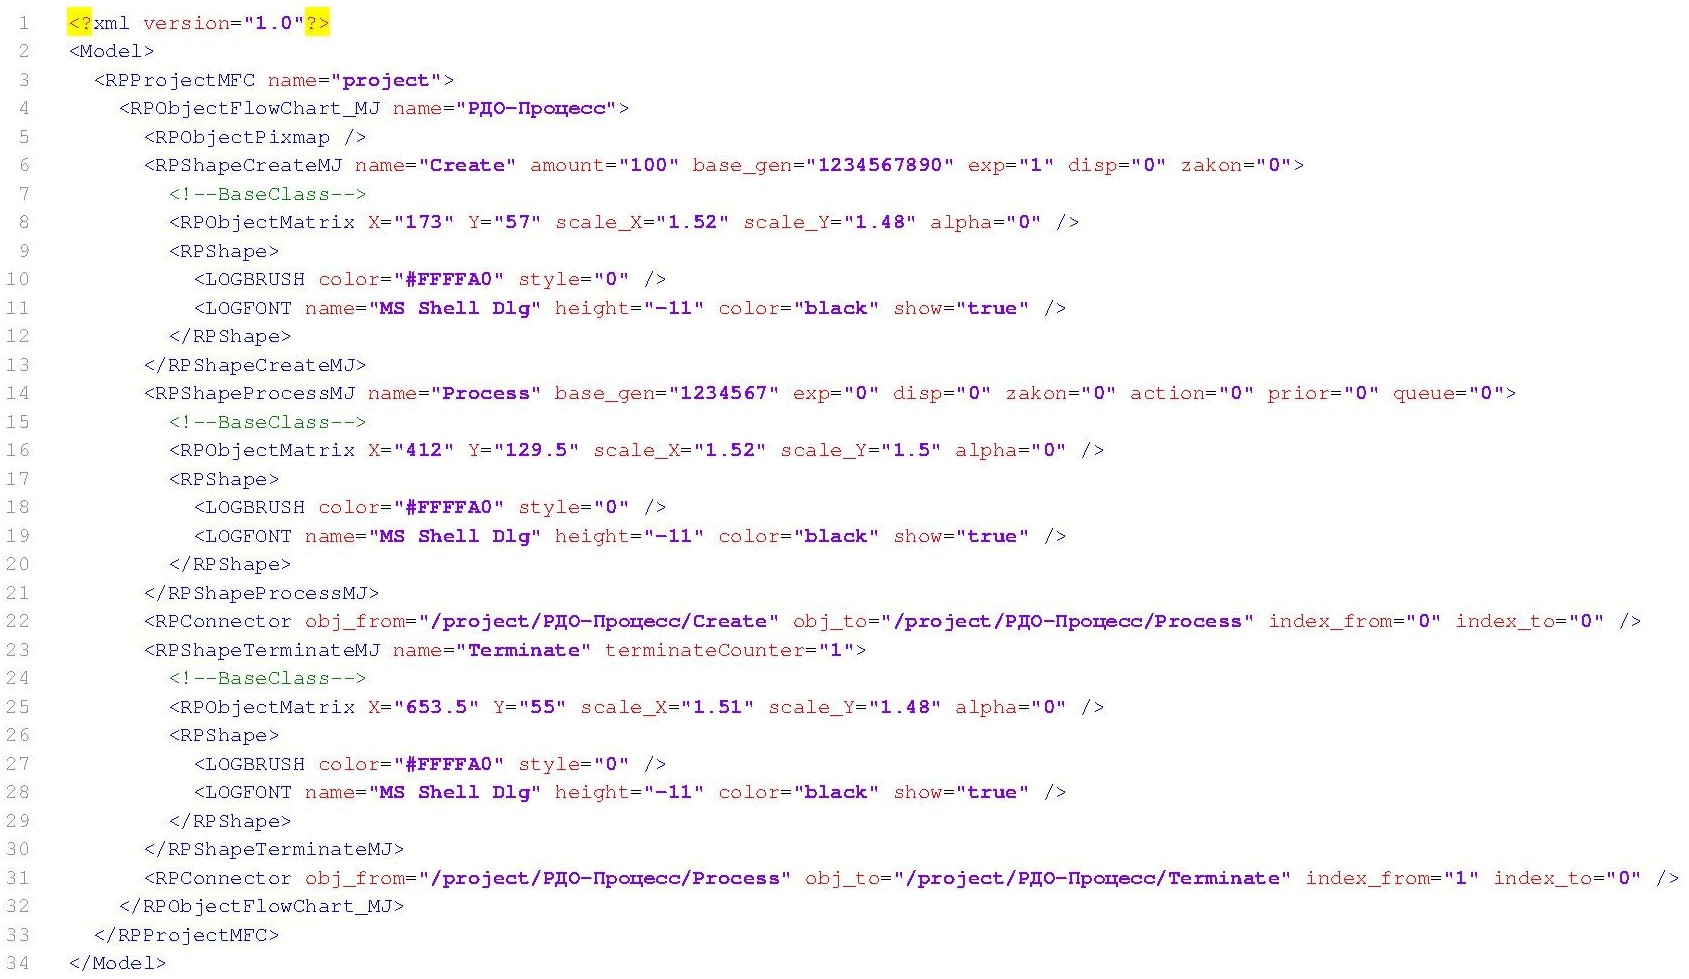 1 <?xml version="1.0"?>
2 <Model>
3 <RPProjectMFC name="project">
4 <RPObjectFlowChart_MJ name="РДО-Процесс">
5 <RPObjectPixmap />
6 <RPShapeCreateMJ name="Create" amount="100" base_gen="1234567890" exp="1" disp="0" zakon="0">
7 <!--BaseClass-->
8 <RPObjectMatrix X="173" Y="57" scale_X="1.52" scale_Y="1.48" alpha="0" />
9 <RPShape>
10 <LOGBRUSH color="#FFFFA0" style="0" />
11 <LOGFONT name="MS Shell Dlg" height="-11" color="black" show="true" />
12 </RPShape>
13 </RPShapeCreateMJ>
14 <RPShapeProcessMJ name="Process" base_gen="1234567" exp="0" disp="0" zakon="0" action="0" prior="0" queue="0">
15 <!--BaseClass-->
16 <RPObjectMatrix X="412" Y="129.5" scale_X="1.52" scale_Y="1.5" alpha="0" />
17 <RPShape>
18 <LOGBRUSH color="#FFFFA0" style="0" />
19 <LOGFONT name="MS Shell Dlg" height="-11" color="black" show="true" />
20 </RPShape>
21 </RPShapeProcessMJ>
22 <RPConnector obj_from="/project/РДО-Процесс/Create" obj_to="/project/РДО-Процесс/Process" index_from="0" index_to="0" />
23 <RPShapeTerminateMJ name="Terminate" terminateCounter="1">
24 <!--BaseClass-->
25 <RPObjectMatrix X="653.5" Y="55" scale_X="1.51" scale_Y="1.48" alpha="0" />
26 <RPShape>
27 <LOGBRUSH color="#FFFFA0" style="0" />
28 <LOGFONT name="MS Shell Dlg" height="-11" color="black" show="true" />
29 </RPShape>
30 </RPShapeTerminateMJ>
31 <RPConnector obj_from="/project/РДО-Процесс/Process" obj_to="/project/РДО-Процесс/Terminate" index_from="1" index_to="0" />
32 </RPObjectFlowChart_MJ>
33 </RPProjectMFC>
34 </Model>